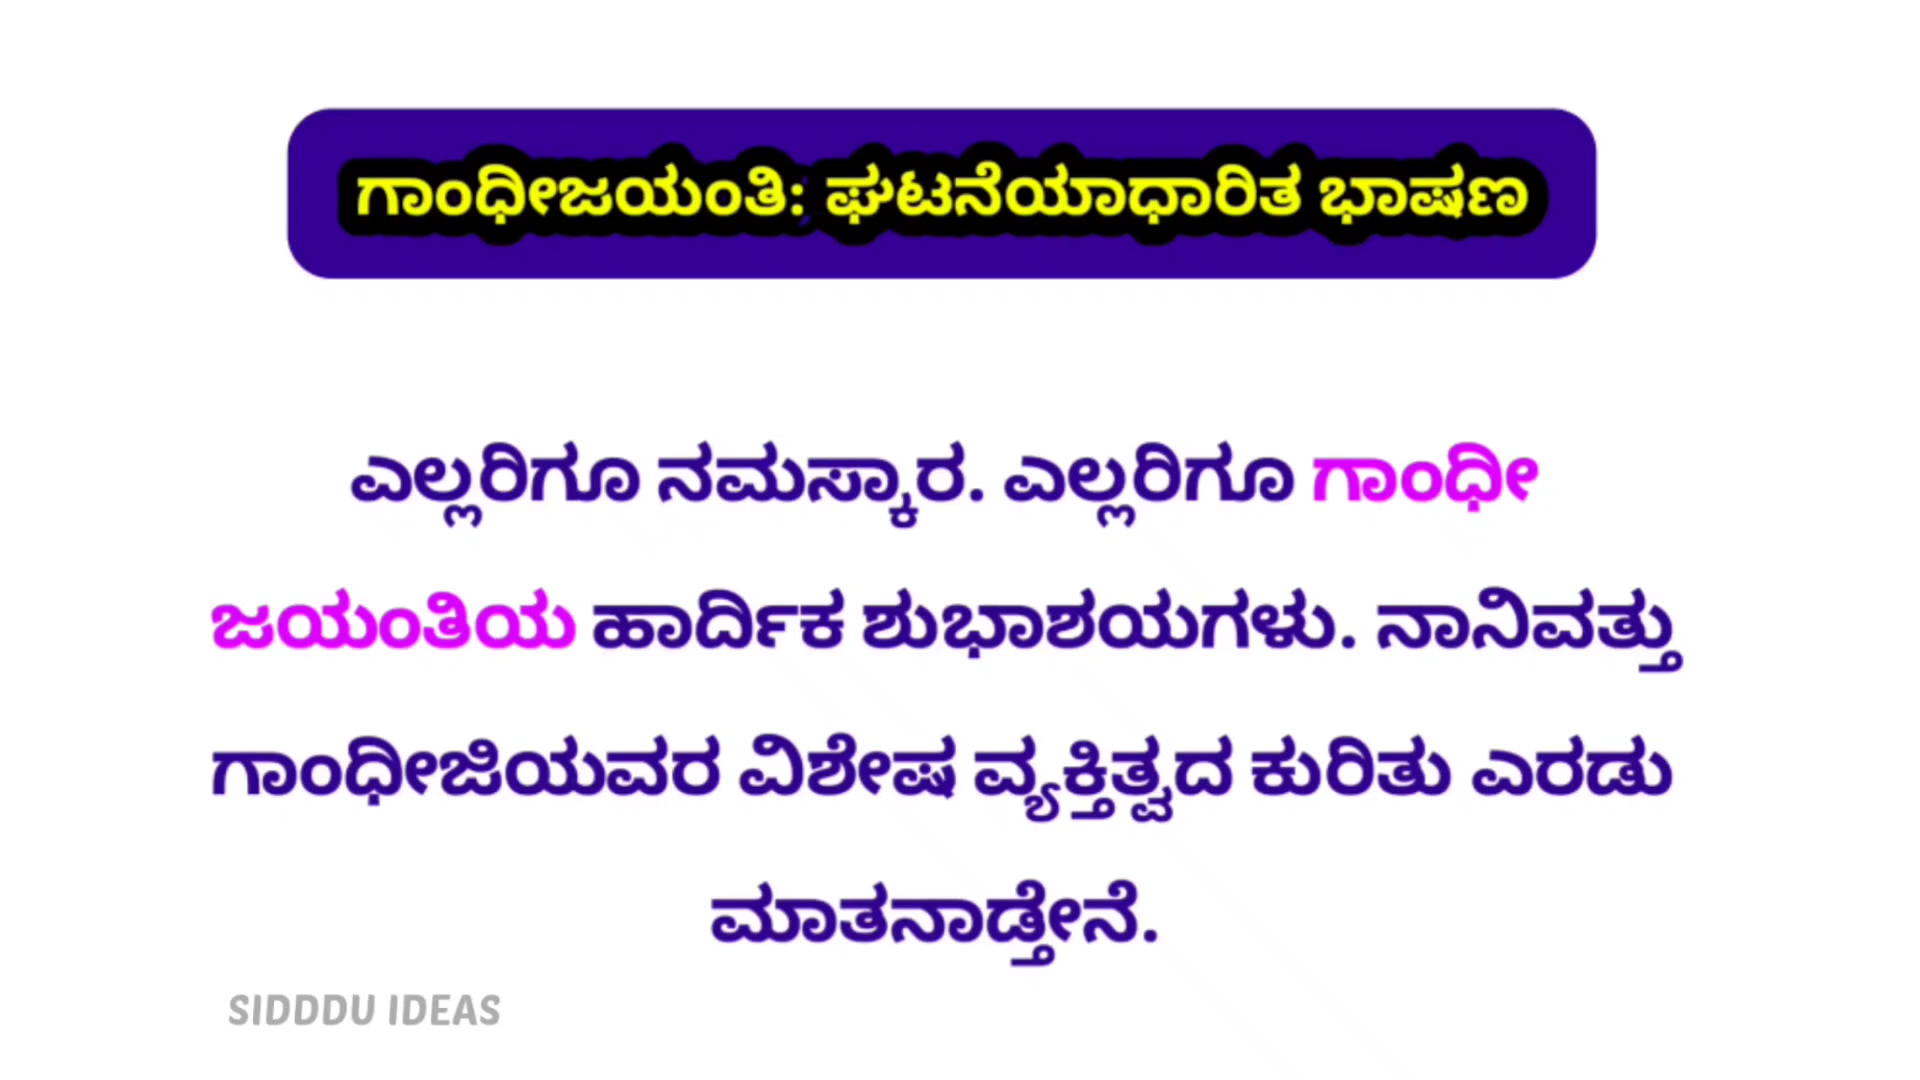 ಗಾಂಧೀಜಯಂತಿ: ಘಟನೆಯಾಧಾರಿತ ಭಾಷಣ
ಎಲ್ಲರಿಗೂ ನಮಸ್ಕಾರ. ಎಲ್ಲರಿಗೂ ಗಾಂಧೀ
ಜಯಂತಿಯ ಹಾರ್ದಿಕ ಶುಭಾಶಯಗಳು. ನಾನಿವತ್ತು
ಗಾಂಧೀಜಿಯವರ ವಿಶೇಷ ವ್ಯಕ್ತಿತ್ವದ ಕುರಿತು ಎರಡು
ಮಾತನಾಡ್ತೇನೆ.
SIDDDU IDEAS